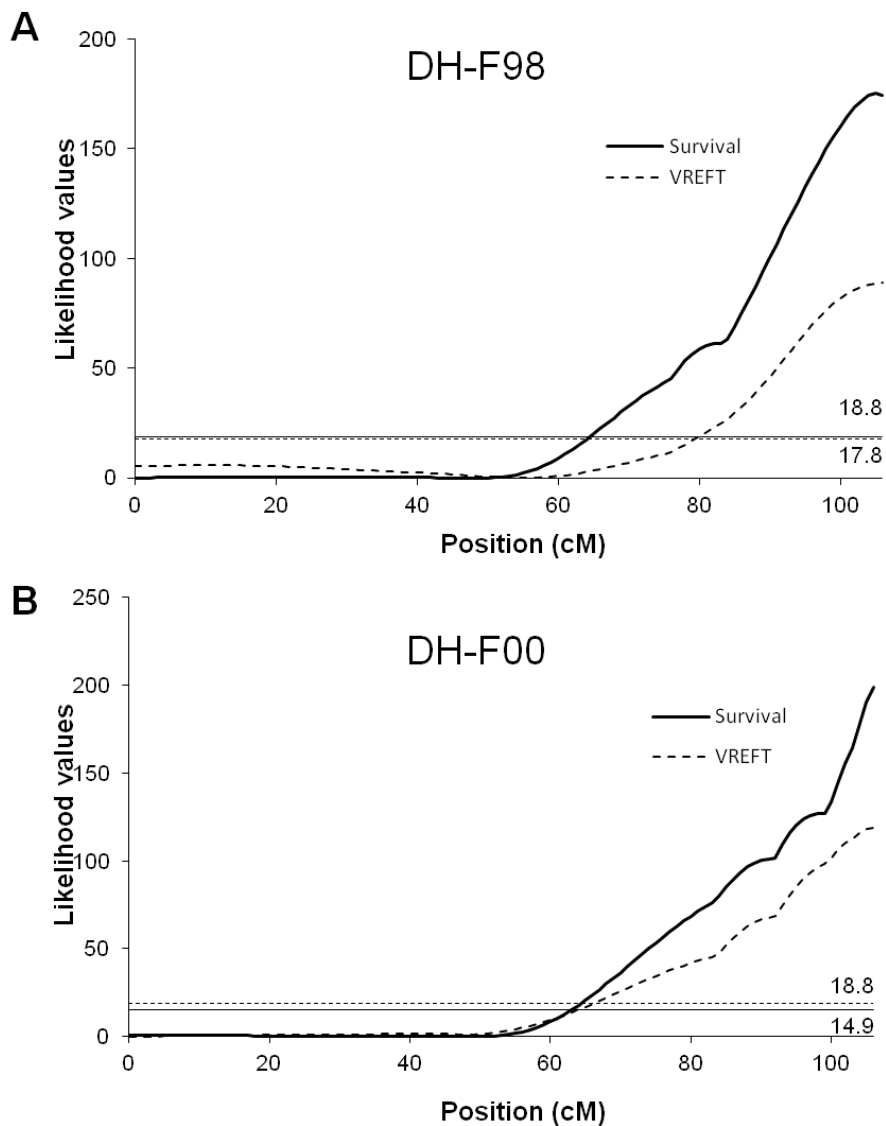 A
DH-F98
Likelihood values
200
150
100
50
0
Survival
VREFT
18.8
17.8
0
20
40
60
80
100
Position (cM)
B
DH-F00
Likelihood values
250
200
150
100
50
0
Survival
VREFT
18.8
14.9
0
20
40
60
80
100
Position (cM)